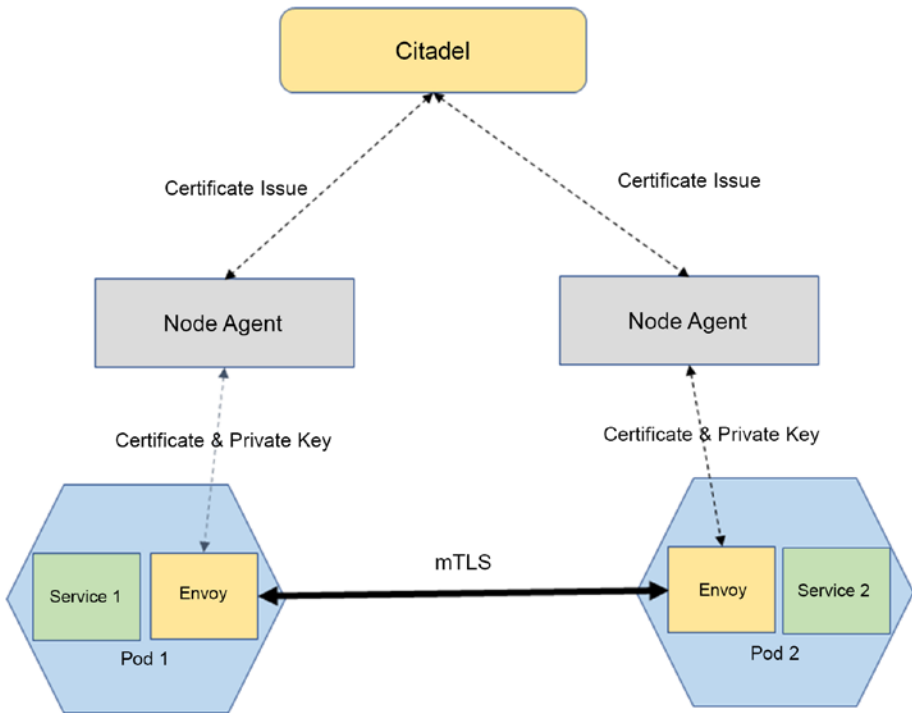 Citadel
Certificate Issue
Certificate Issue
Node Agent
Node Agent
Certificate & Private Key
Certificate & Private Key
mTLS
Service 1
Envoy
Envoy
Service 2
Pod 1
Pod 2